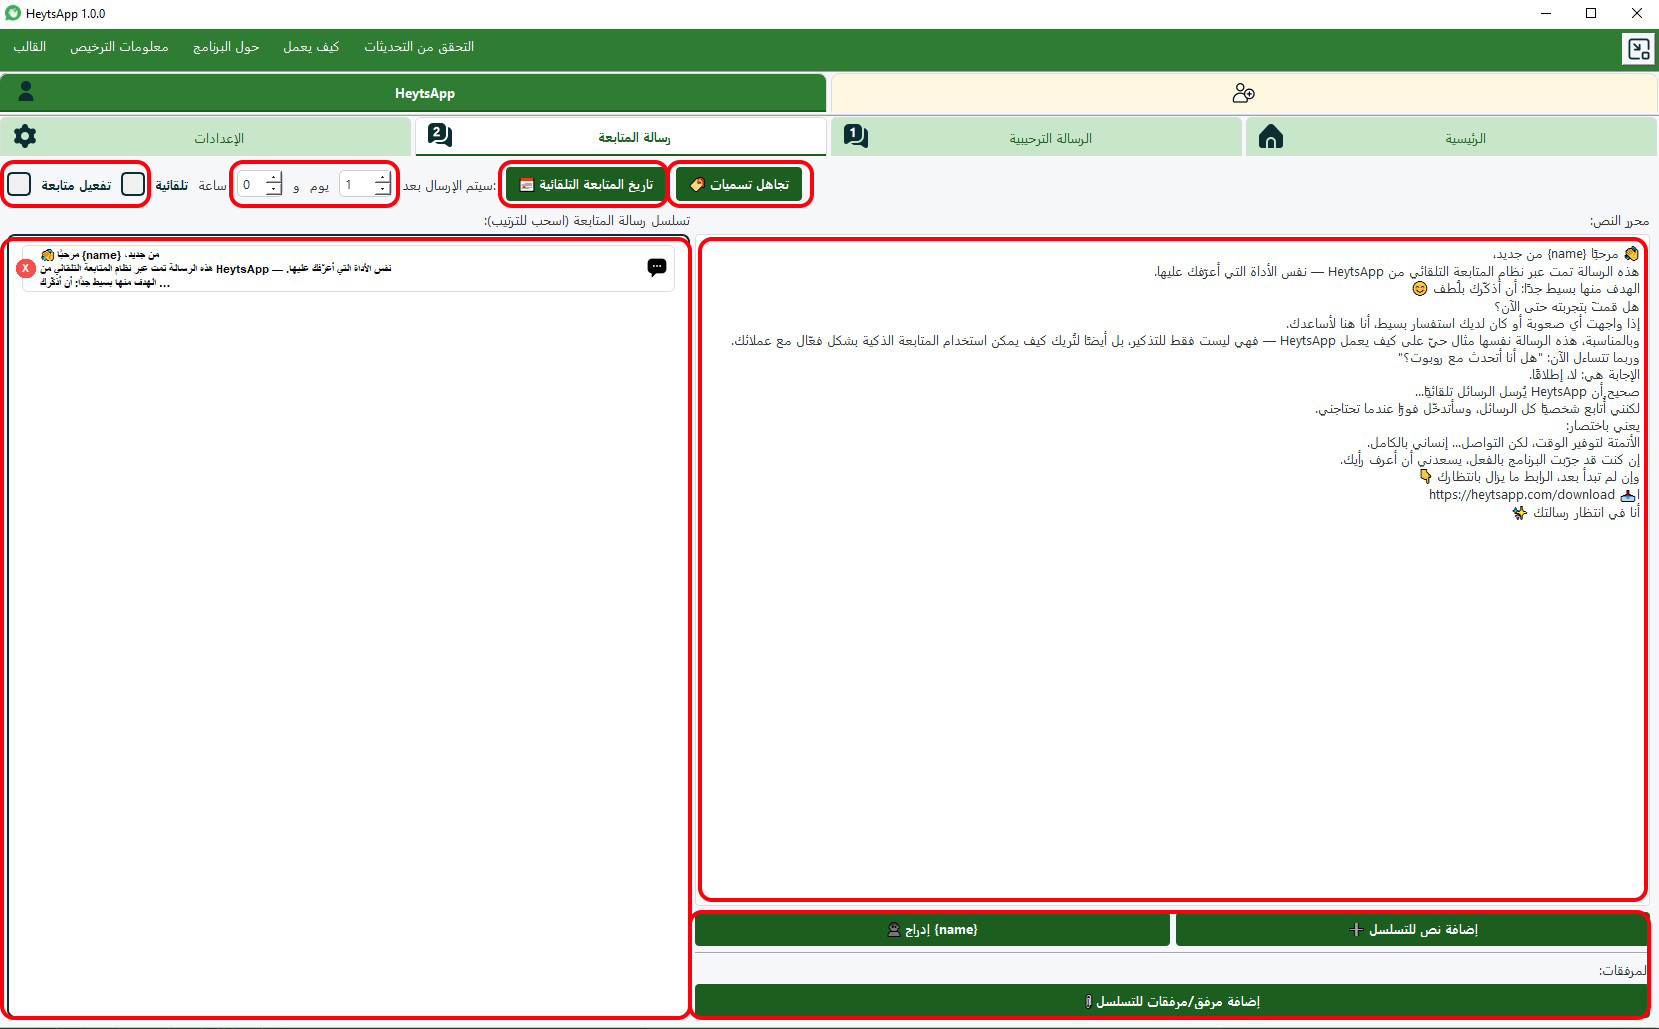 HeytsApp 1.0.0
القالب
معلومات الترخيص
حول البرنامج
كيف يعمل
التحقق من التحديثات
HeytsApp
الرئيسية
1
الرسالة الترحيبية
2
رسالة المتابعة
الإعدادات
تجاهل تسميات
تاريخ المتابعة التلقائية
سيتم الإرسال بعد:
1
يوم
و
0
ساعة
تلقائية
تفعيل متابعة
محرر النص:
👋 مرحبًا {name} من جديد،
هذه الرسالة تمت عبر نظام المتابعة التلقائي من HeytsApp — نفس الأداة التي أعرّفك عليها.
الهدف منها بسيط جدًا: أن أذكّرك بلُطف 😊
هل قمتَ بتجربته حتى الآن؟
إذا واجهت أي صعوبة أو كان لديك استفسار بسيط، أنا هنا لأساعدك.
وبالمناسبة، هذه الرسالة نفسها مثال حيّ على كيف يعمل HeytsApp — فهي ليست فقط للتذكير، بل أيضًا لتُريك كيف يمكن استخدام المتابعة الذكية بشكل فعّال مع عملائك.
وربما تتساءل الآن: "هل أنا أتحدث مع روبوت؟"
الإجابة هي: لا، إطلاقًا.
صحيح أن HeytsApp يُرسل الرسائل تلقائيًا...
لكنني أتابع شخصيًا كل الرسائل، وسأتدخّل فورًا عندما تحتاجني.
يعني باختصار:
الأتمتة لتوفير الوقت، لكن التواصل... إنساني بالكامل.
إن كنت قد جرّبت البرنامج بالفعل، يسعدني أن أعرف رأيك.
وإن لم تبدأ بعد، الرابط ما يزال بانتظارك 👇
ا📥 https://heytsapp.com/download
أنا في انتظار رسالتك ✨
تسلسل رسالة المتابعة (اسحب للترتيب):
👋 مرحبًا {name} من جديد،
هذه الرسالة تمت عبر نظام المتابعة التلقائي من HeytsApp — نفس الأداة التي أعرّفك عليها.
الهدف منها بسيط جدًا: أن أذكّرك ...
X
إضافة نص للتسلسل
إدراج {name}
لمرفقات:
إضافة مرفق/مرفقات للتسلسل